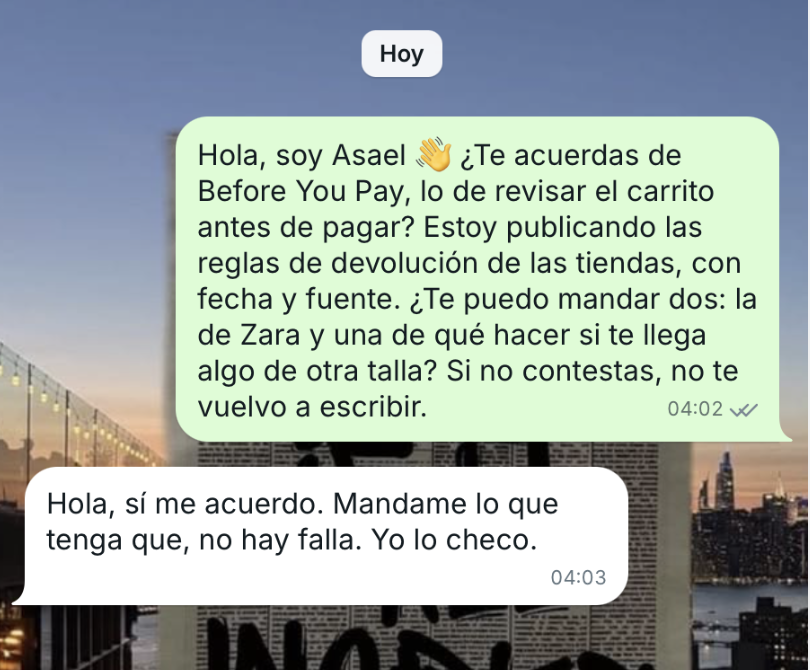 Hoy
Hola, soy Asael 👋 ¿Te acuerdas de
Before You Pay, lo de revisar el carrito
antes de pagar? Estoy publicando las
reglas de devolución de las tiendas, con
fecha y fuente. ¿Te puedo mandar dos: la
de Zara y una de qué hacer si te llega
algo de otra talla? Si no contestas, no te
vuelvo a escribir.
04:02
Hola, sí me acuerdo. Mandame lo que
tenga que, no hay falla. Yo lo checo.
04:03